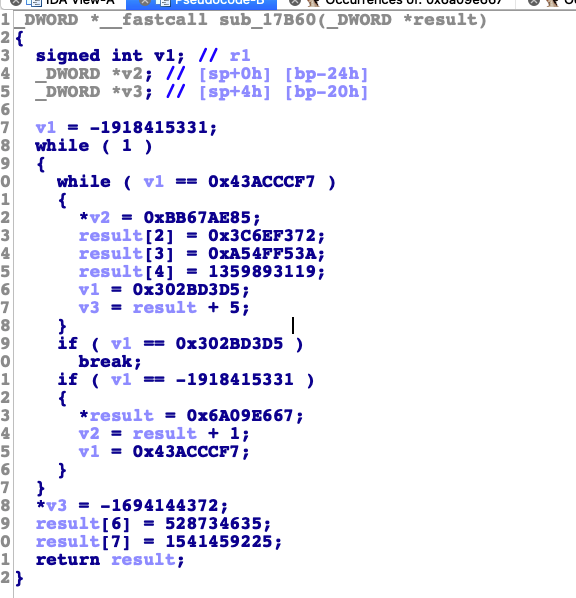 IDA View-A Pseudocode-B Occurrences of: 0x6a09e667
1 _DWORD *__fastcall sub_17B60(_DWORD *result)
2 {
3 signed int v1; // r1
4 _DWORD *v2; // [sp+0h] [bp-24h]
5 _DWORD *v3; // [sp+4h] [bp-20h]
6
7 v1 = -1918415331;
8 while ( 1 )
9 {
0 while ( v1 == 0x43ACCCF7 )
1 {
2 *v2 = 0xBB67AE85;
3 result[2] = 0x3C6EF372;
4 result[3] = 0xA54FF53A;
5 result[4] = 1359893119;
6 v1 = 0x302BD3D5;
7 v3 = result + 5;
8 }
9 if ( v1 == 0x302BD3D5 )
0 break;
1 if ( v1 == -1918415331 )
2 {
3 *result = 0x6A09E667;
4 v2 = result + 1;
5 v1 = 0x43ACCCF7;
6 }
7 }
8 *v3 = -1694144372;
9 result[6] = 528734635;
0 result[7] = 1541459225;
1 return result;
2 }